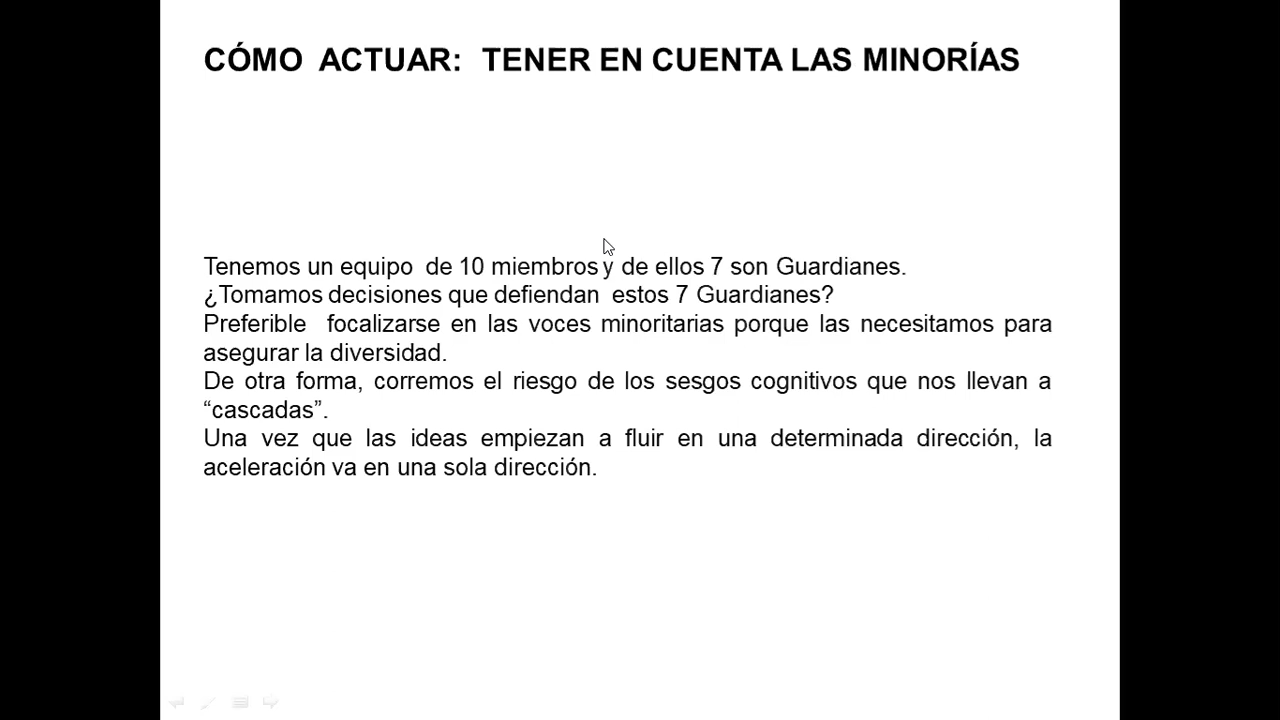 CÓMO ACTUAR: TENER EN CUENTA LAS MINORÍAS
Tenemos un equipo de 10 miembros y de ellos 7 son Guardianes.
¿Tomamos decisiones que defiendan estos 7 Guardianes?
Preferible focalizarse en las voces minoritarias porque las necesitamos para
asegurar la diversidad.
De otra forma, corremos el riesgo de los sesgos cognitivos que nos llevan a
“cascadas”.
Una vez que las ideas empiezan a fluir en una determinada dirección, la
aceleración va en una sola dirección.